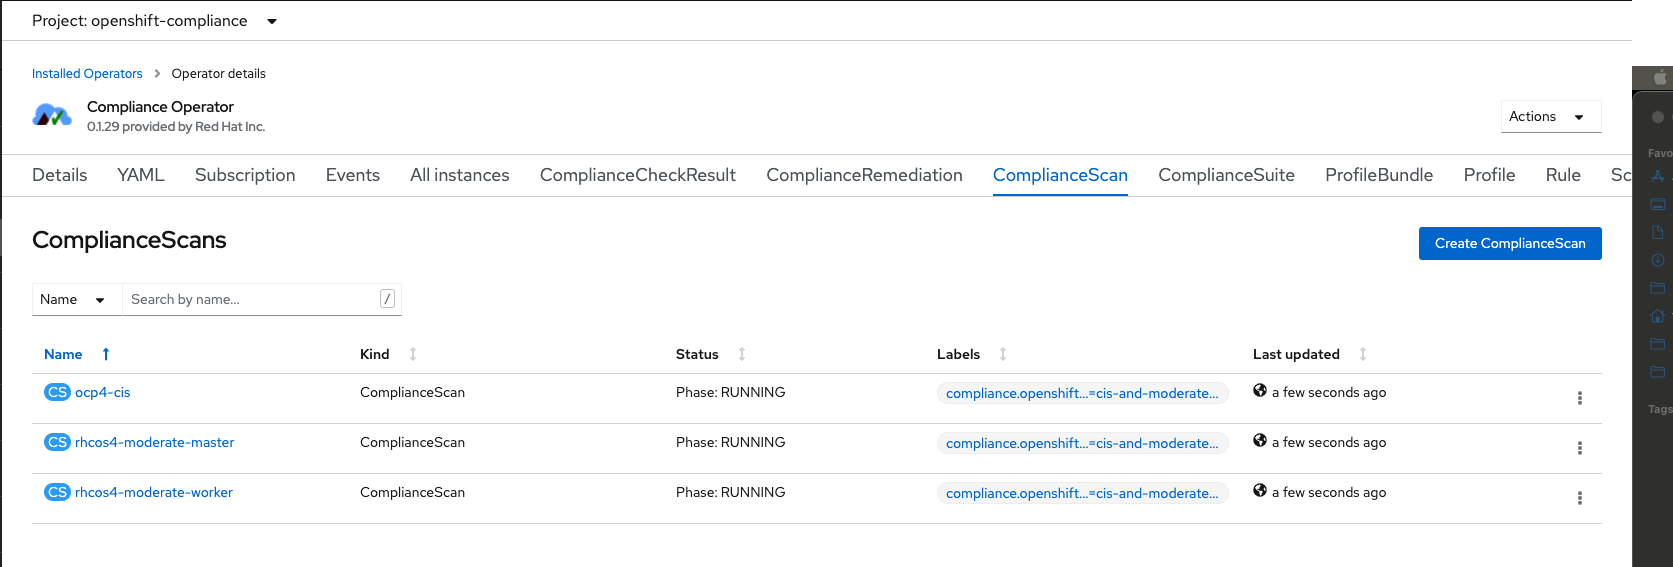 Project: openshift-compliance
Installed Operators > Operator details
Compliance Operator
0.1.29 provided by Red Hat Inc.
Actions
Details YAML Subscription Events All instances ComplianceCheckResult ComplianceRemediation ComplianceScan ComplianceSuite ProfileBundle Profile Rule Sc
ComplianceScans
Create ComplianceScan
Name Search by name... /
Name Kind Status Labels Last updated
CS ocp4-cis ComplianceScan Phase: RUNNING compliance.openshift...=cis-and-moderate... a few seconds ago
CS rhcos4-moderate-master ComplianceScan Phase: RUNNING compliance.openshift...=cis-and-moderate... a few seconds ago
CS rhcos4-moderate-worker ComplianceScan Phase: RUNNING compliance.openshift...=cis-and-moderate... a few seconds ago
Favo
Tags